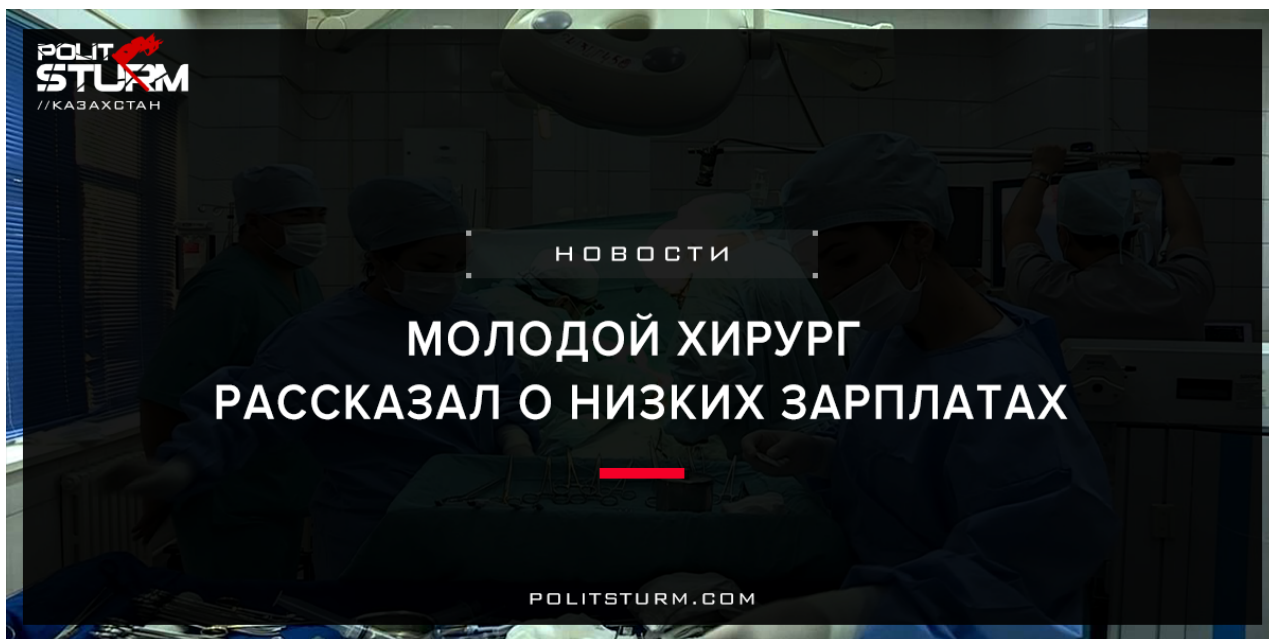 POLIT
STURM
//КАЗАХСТАН
НОВОСТИ
МОЛОДОЙ ХИРУРГ
РАССКАЗАЛ О НИЗКИХ ЗАРПЛАТАХ
POLITSTURM.COM